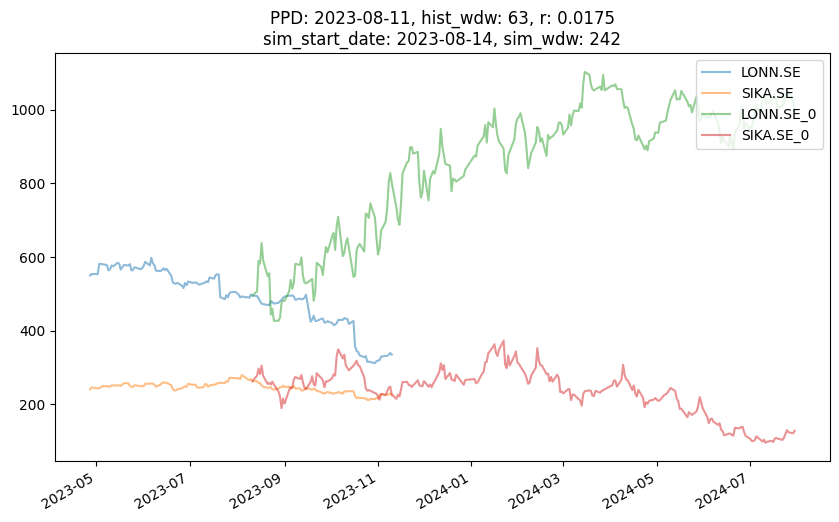 PPD: 2023-08-11, hist_wdw: 63, r: 0.0175
sim_start_date: 2023-08-14, sim_wdw: 242
LONN.SE
SIKA.SE
LONN.SE_0
SIKA.SE_0
1000
800
600
400
200
2023-05
2023-07
2023-09
2023-11
2024-01
2024-03
2024-05
2024-07